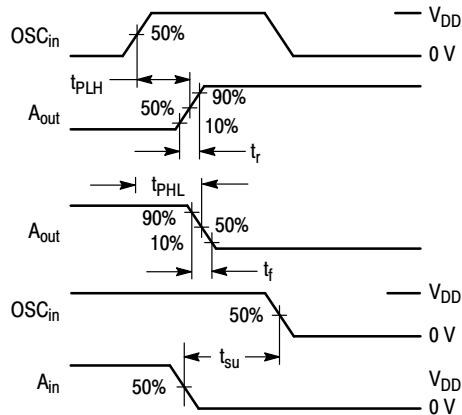 OSCin 50% VDD
0 V
tPLH
Aout 50% 90%
10%
tr
tPHL
Aout 90% 50%
10%
tf
OSCin 50% VDD
0 V
tsu
Ain 50% VDD
0 V